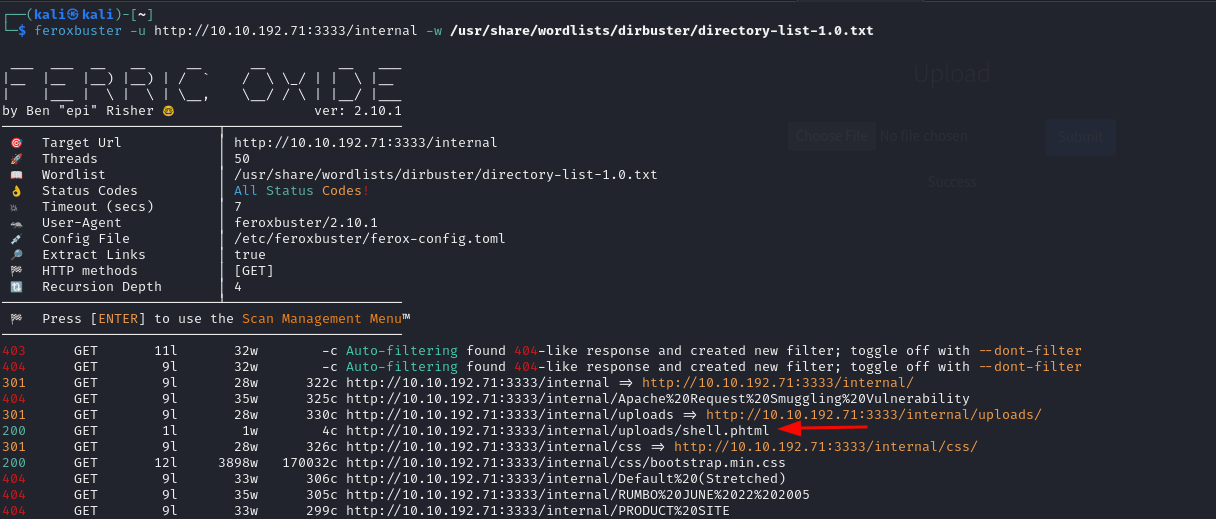 (kali㉿kali)-[~]
$ feroxbuster -u http://10.10.192.71:3333/internal -w /usr/share/wordlists/dirbuster/directory-list-1.0.txt
FERRIC OXIDE
by Ben "epi" Risher 🤓 ver: 2.10.1
Upload
🎯 Target Url │ http://10.10.192.71:3333/internal
Choose File No file chosen Submit
🚀 Threads │ 50
📖 Wordlist │ /usr/share/wordlists/dirbuster/directory-list-1.0.txt
Success
👌 Status Codes │ All Status Codes!
💥 Timeout (secs) │ 7
🦡 User-Agent │ feroxbuster/2.10.1
💉 Config File │ /etc/feroxbuster/ferox-config.toml
🔎 Extract Links │ true
🏁 HTTP methods │ [GET]
🔃 Recursion Depth │ 4
🏁 Press [ENTER] to use the Scan Management Menu™
403 GET 11l 32w -c Auto-filtering found 404-like response and created new filter; toggle off with --dont-filter
404 GET 9l 32w -c Auto-filtering found 404-like response and created new filter; toggle off with --dont-filter
301 GET 9l 28w 322c http://10.10.192.71:3333/internal => http://10.10.192.71:3333/internal/
404 GET 9l 35w 325c http://10.10.192.71:3333/internal/Apache%20Request%20Smuggling%20Vulnerability
301 GET 9l 28w 330c http://10.10.192.71:3333/internal/uploads => http://10.10.192.71:3333/internal/uploads/
200 GET 1l 1w 4c http://10.10.192.71:3333/internal/uploads/shell.phtml
301 GET 9l 28w 326c http://10.10.192.71:3333/internal/css => http://10.10.192.71:3333/internal/css/
200 GET 12l 3898w 170032c http://10.10.192.71:3333/internal/css/bootstrap.min.css
404 GET 9l 33w 306c http://10.10.192.71:3333/internal/Default%20(Stretched)
404 GET 9l 35w 305c http://10.10.192.71:3333/internal/RUMBO%20JUNE%2022%202005
404 GET 9l 33w 299c http://10.10.192.71:3333/internal/PRODUCT%20SITE